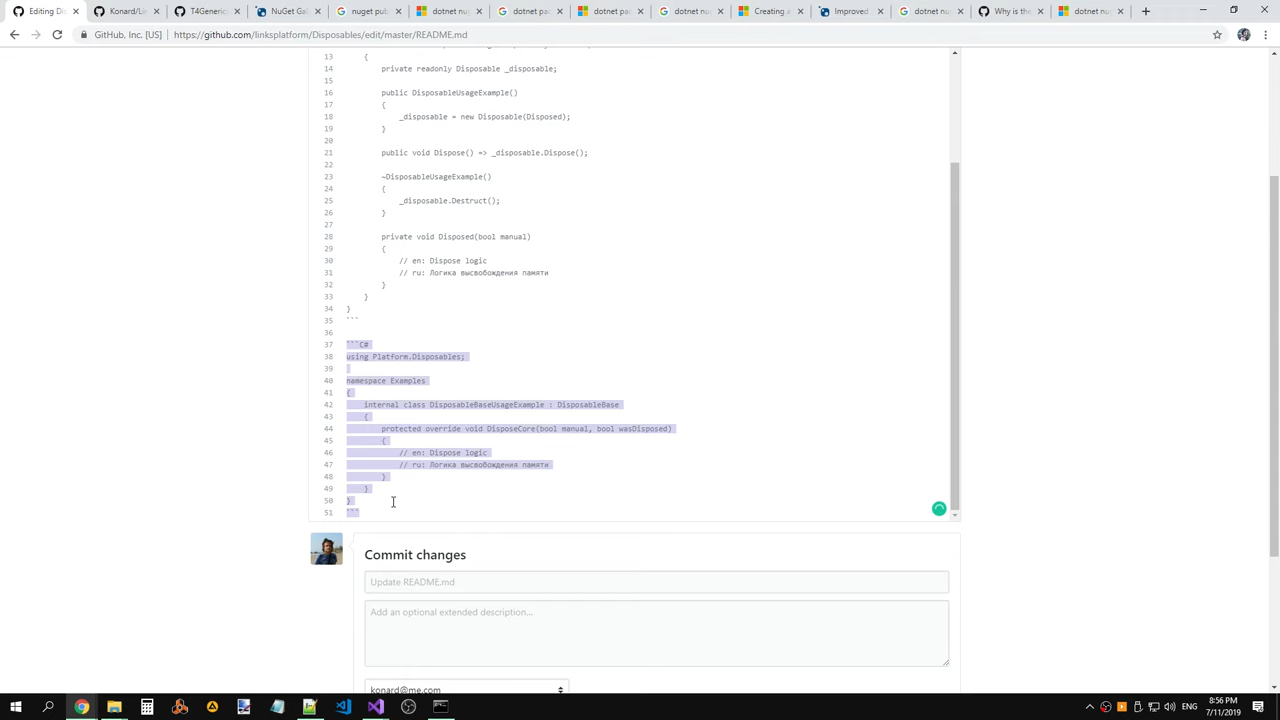 Editing Di
Konard/Lin
T4Generic
NuGet Gal
nuget pub
dotnet nu
dotnet pac
dotnet pac
dotnet nu
Creating a
Improved
dotnet nu
Why is the
dotnet nu
GitHub, Inc. [US]
https://github.com/linksplatform/Disposables/edit/master/README.md
13 {
14 private readonly Disposable _disposable;
15
16 public DisposableUsageExample()
17 {
18 _disposable = new Disposable(Disposed);
19 }
20
21 public void Dispose() => _disposable.Dispose();
22
23 ~DisposableUsageExample()
24 {
25 _disposable.Destruct();
26 }
27
28 private void Disposed(bool manual)
29 {
30 // en: Dispose logic
31 // ru: Логика высвобождения памяти
32 }
33 }
34 }
35 ```
36
37 ```C#
38 using Platform.Disposables;
39
40 namespace Examples
41 {
42 internal class DisposableBaseUsageExample : DisposableBase
43 {
44 protected override void DisposeCore(bool manual, bool wasDisposed)
45 {
46 // en: Dispose logic
47 // ru: Логика высвобождения памяти
48 }
49 }
50 }
51 ```
Commit changes
Update README.md
Add an optional extended description...
konard@me.com
ENG
8:56 PM
7/11/2019